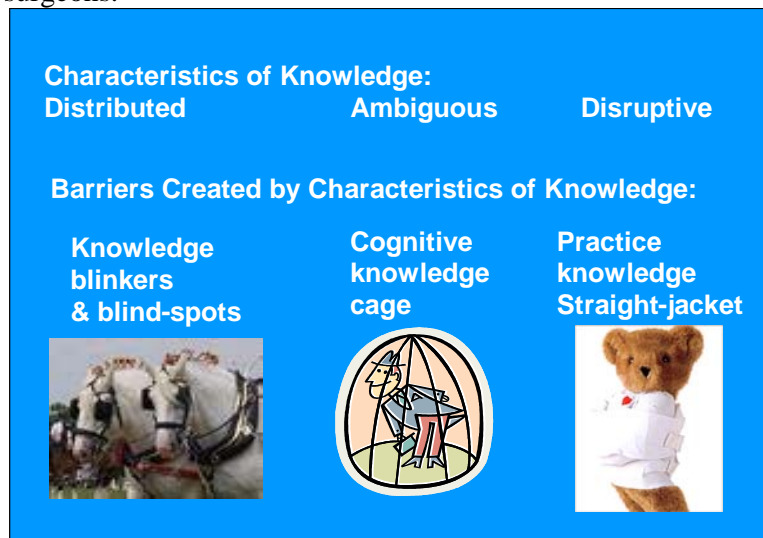 surgeons.
Characteristics of Knowledge:
Distributed Ambiguous Disruptive
Barriers Created by Characteristics of Knowledge:
Knowledge
blinkers
& blind-spots
Cognitive
knowledge
cage
Practice
knowledge
Straight-jacket